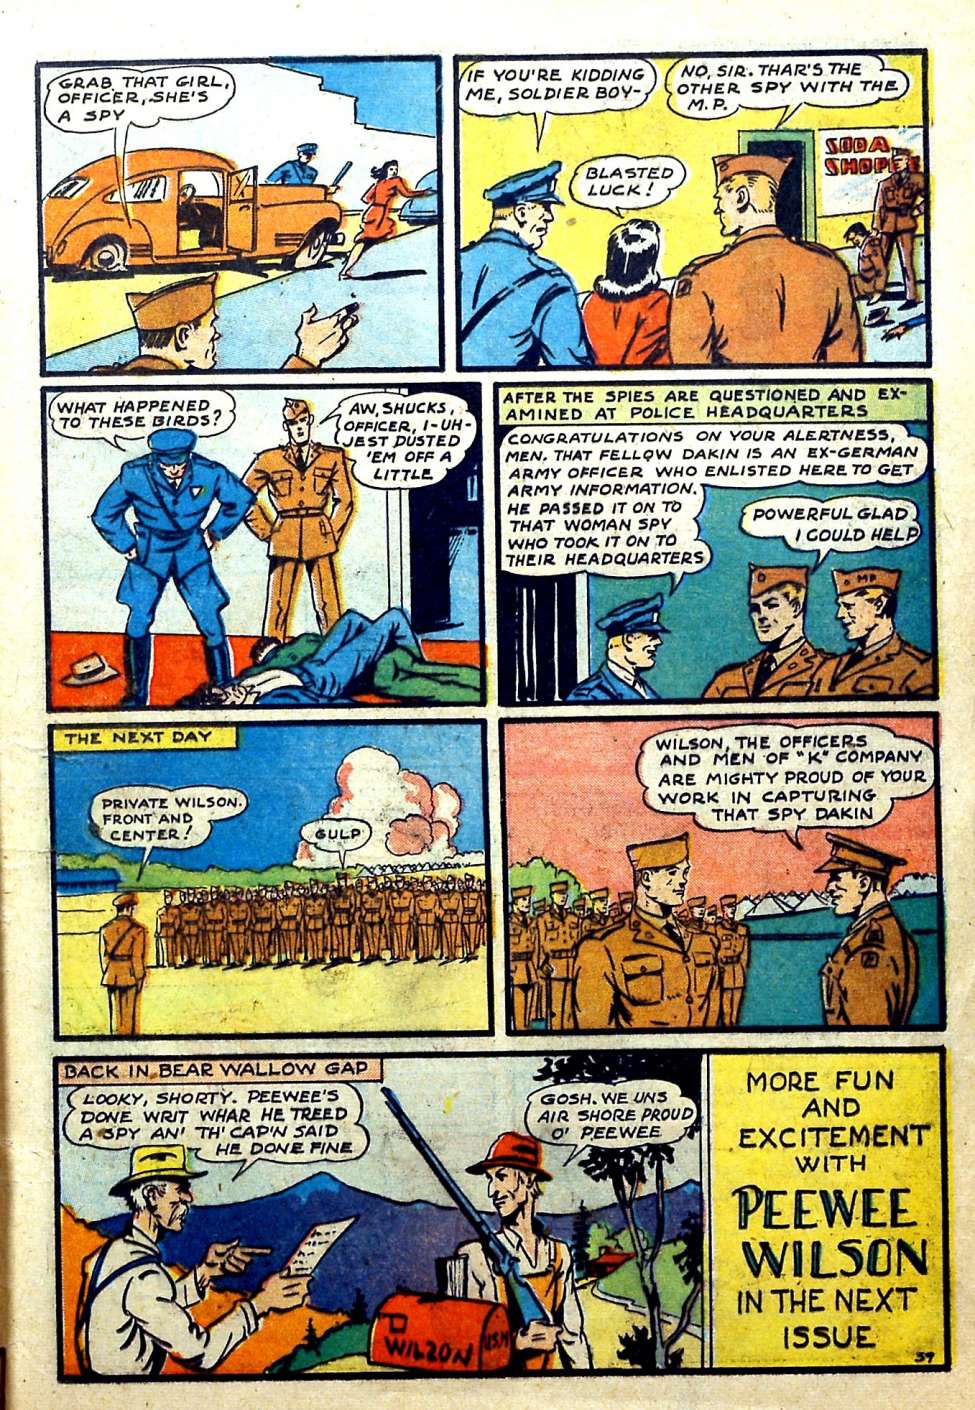 GRAB THAT GIRL,
OFFICER, SHE'S
A SPY
IF YOU'RE KIDDING
ME, SOLDIER BOY-
NO, SIR. THAR'S THE
OTHER SPY WITH THE
M.P.
BLASTED
LUCK!
SODA
SHOPPE
WHAT HAPPENED
TO THESE BIRDS?
AW, SHUCKS,
OFFICER, I-UH-
JEST DUSTED
'EM OFF A
LITTLE
AFTER THE SPIES ARE QUESTIONED AND EX-
AMINED AT POLICE HEADQUARTERS
CONGRATULATIONS ON YOUR ALERTNESS,
MEN. THAT FELLOW DAKIN IS AN EX-GERMAN
ARMY OFFICER WHO ENLISTED HERE TO GET
ARMY INFORMATION.
HE PASSED IT ON TO
THAT WOMAN SPY
WHO TOOK IT ON TO
THEIR HEADQUARTERS
POWERFUL GLAD
I COULD HELP
MP
THE NEXT DAY
PRIVATE WILSON.
FRONT AND
CENTER!
GULP
WILSON, THE OFFICERS
AND MEN OF "K" COMPANY
ARE MIGHTY PROUD OF YOUR
WORK IN CAPTURING
THAT SPY DAKIN
BACK IN BEAR WALLOW GAP
LOOKY, SHORTY. PEEWEE'S
DONE WRIT WHAR HE TREED
A SPY AN' TH' CAP'N SAID
HE DONE FINE
GOSH. WE UNS
AIR SHORE PROUD
O' PEEWEE
WILSON
U.S.M
MORE FUN
AND
EXCITEMENT
WITH
PEEWEE
WILSON
IN THE NEXT
ISSUE
59